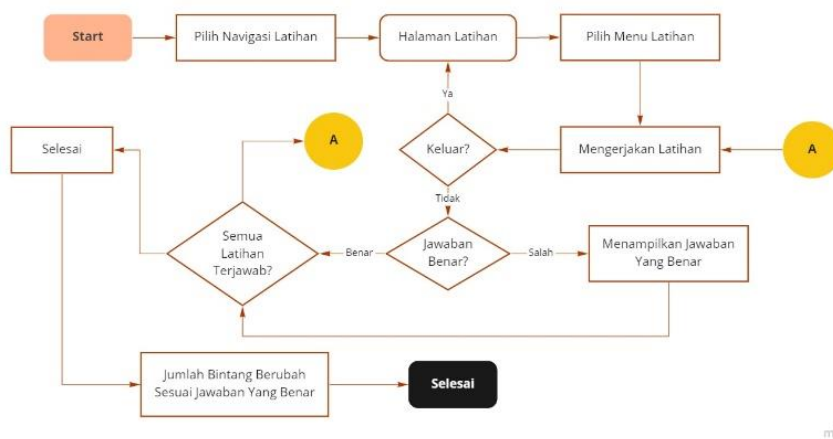 Start
Pilih Navigasi Latihan
Halaman Latihan
Pilih Menu Latihan
Ya
A
Selesai
Keluar?
Mengerjakan Latihan
A
Tidak
Semua
Latihan
Terjawab?
Benar
Jawaban
Benar?
Salah
Menampilkan Jawaban
Yang Benar
Jumlah Bintang Berubah
Sesuai Jawaban Yang Benar
Selesai